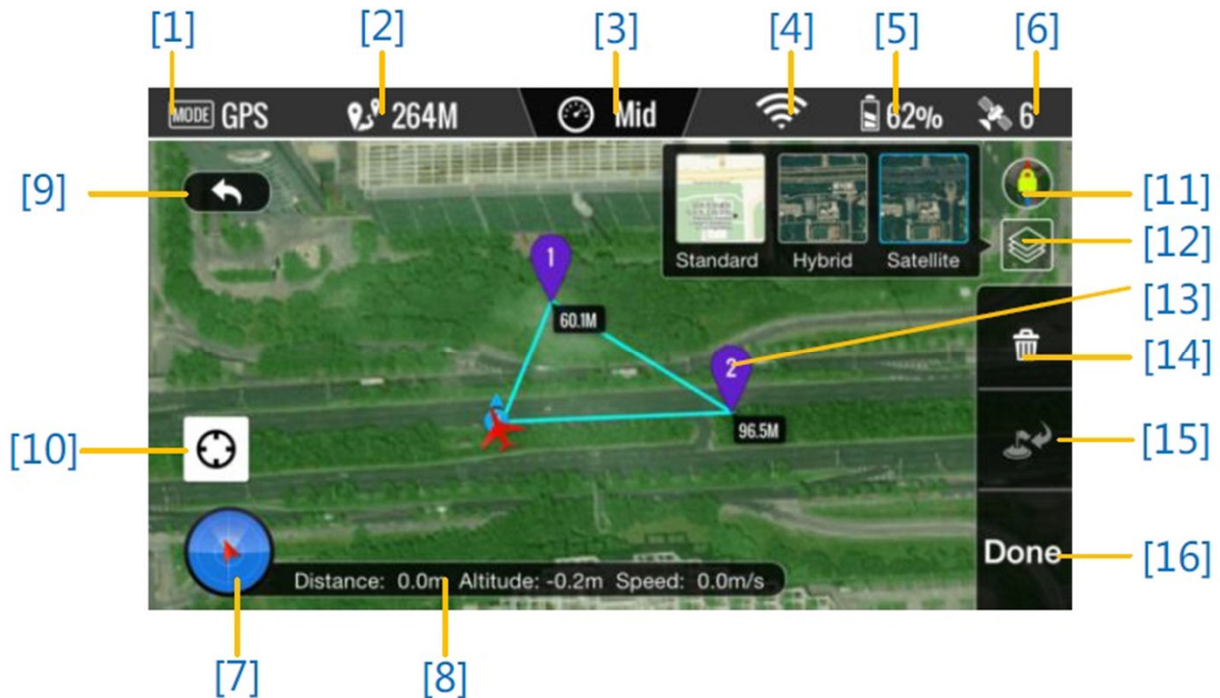 [1] [2] [3] [4] [5] [6]
MODE GPS 264M Mid 62% 6
[9]
[11]
Standard Hybrid Satellite
[12]
1
[13]
60.1M
2
[14]
96.5M
[10]
[15]
Done
[16]
Distance: 0.0m Altitude: -0.2m Speed: 0.0m/s
[7] [8]